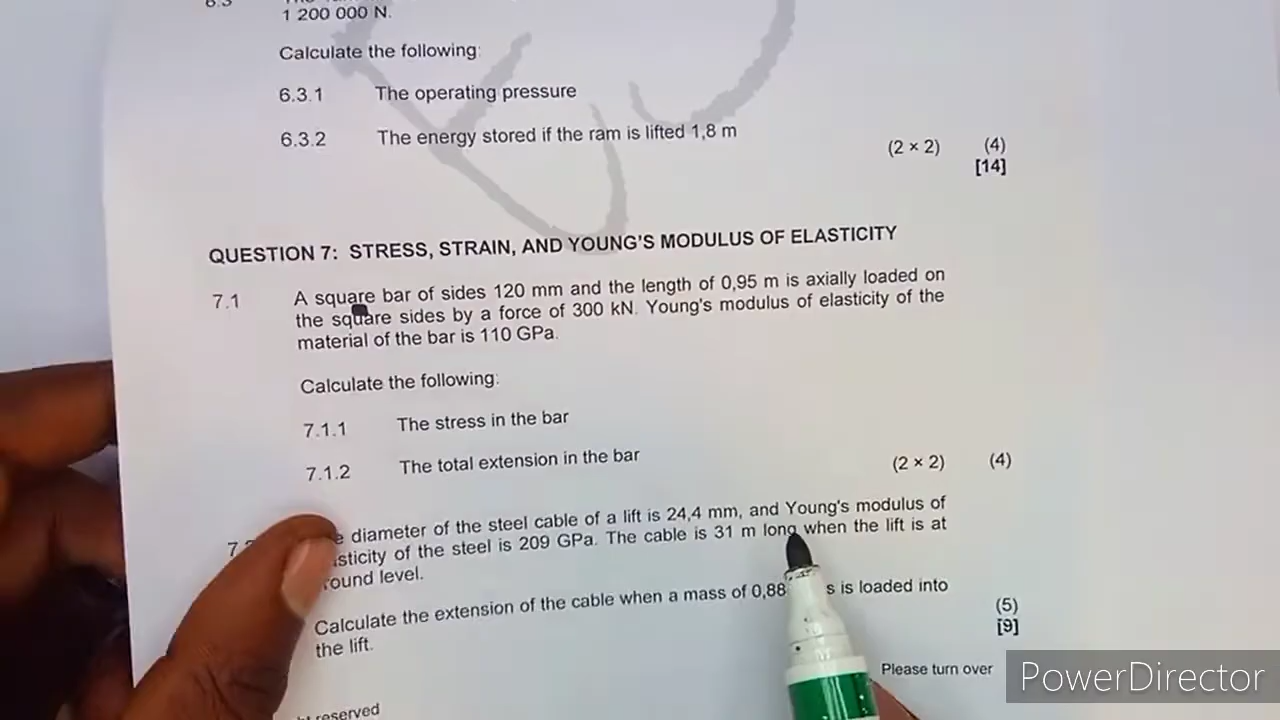 6.3
1 200 000 N.
Calculate the following:
6.3.1 The operating pressure
6.3.2 The energy stored if the ram is lifted 1,8 m
(2 × 2) (4)
[14]
QUESTION 7: STRESS, STRAIN, AND YOUNG'S MODULUS OF ELASTICITY
7.1 A square bar of sides 120 mm and the length of 0,95 m is axially loaded on
the square sides by a force of 300 kN. Young's modulus of elasticity of the
material of the bar is 110 GPa.
Calculate the following:
7.1.1 The stress in the bar
7.1.2 The total extension in the bar
(2 × 2) (4)
diameter of the steel cable of a lift is 24,4 mm, and Young's modulus of
of the steel is 209 GPa. The cable is 31 m long when the lift is at
level.
Calculate the extension of the cable when a mass of 0,88 is loaded into
the lift.
(5)
[9]
Please turn over
reserved
PowerDirector